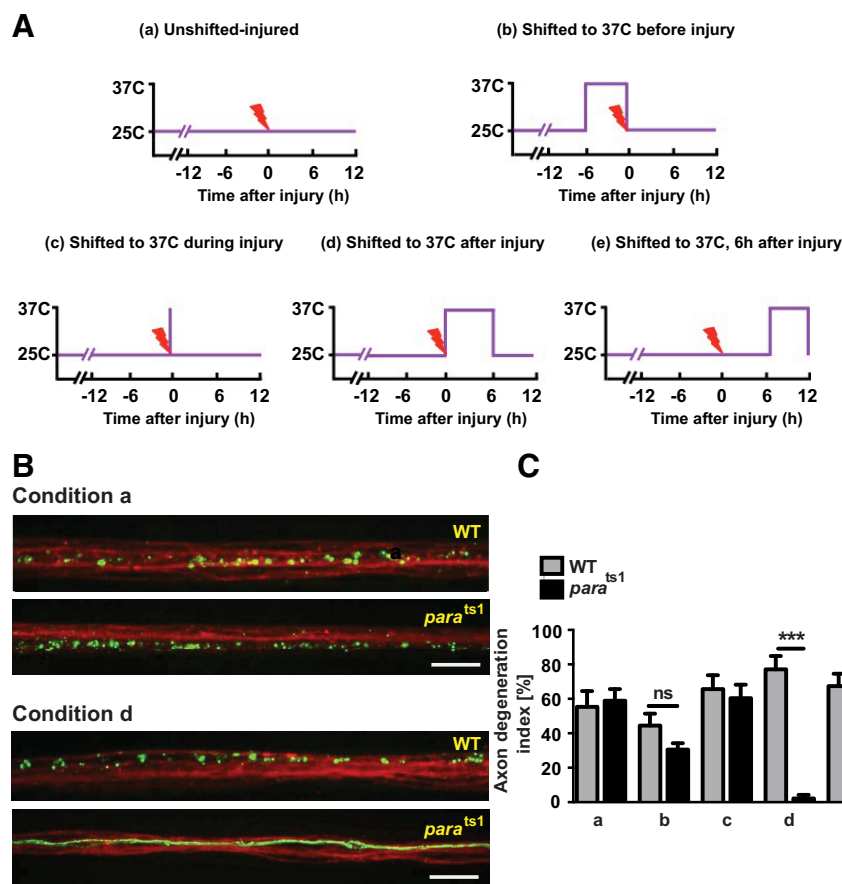 A
(a) Unshifted-injured
37C
25C
-12 -6 0 6 12
Time after injury (h)
(b) Shifted to 37C before injury
37C
25C
-12 -6 0 6 12
Time after injury (h)
(c) Shifted to 37C during injury
37C
25C
-12 -6 0 6 12
Time after injury (h)
(d) Shifted to 37C after injury
37C
25C
-12 -6 0 6 12
Time after injury (h)
(e) Shifted to 37C, 6h after injury
37C
25C
-12 -6 0 6 12
Time after injury (h)
B
Condition a
WT
a
para ts1
Condition d
WT
para ts1
C
WT
para ts1
Axon degeneration
index [%]
100
80
60
40
20
0
ns
***
a b c d